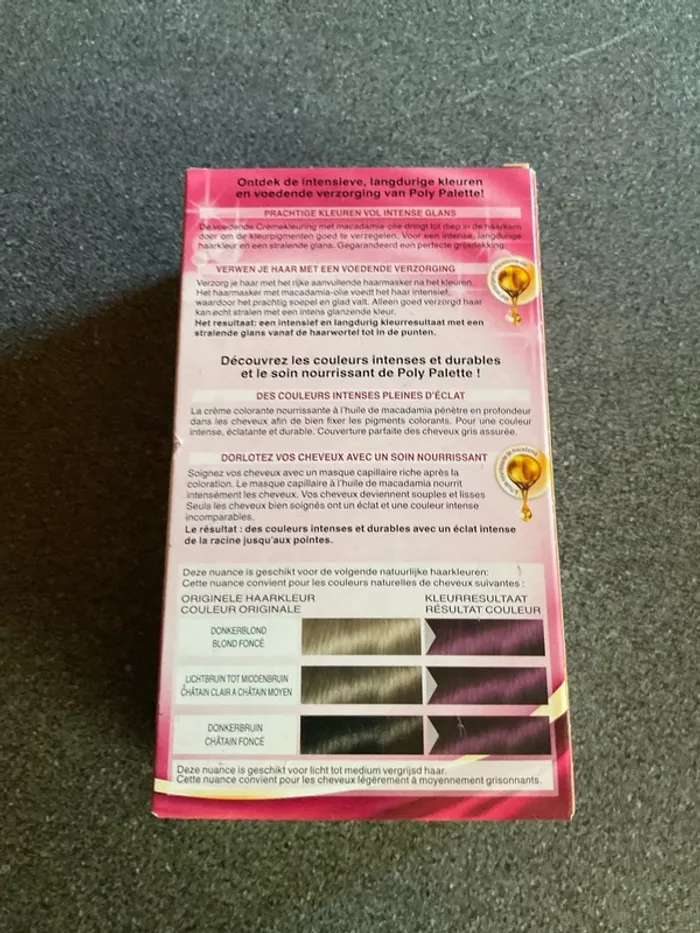 Ontdek de intensieve, langdurige kleuren
en voedende verzorging van Poly Palette!
PRACHTIGE KLEUREN VOL INTENSE GLANS
De voedende Crèmekleuring met macadamia-olie dringt tot diep in de haarkern
door om de kleurpigmenten goed te verzegelen. Voor een intense, langdurige
haarkleur en een stralende glans. Gegarandeerd een perfecte grijsdekking.
VERWEN JE HAAR MET EEN VOEDENDE VERZORGING
Verzorg je haar met het rijke aanvullende haarmasker na het kleuren.
Het haarmasker met macadamia-olie voedt het haar intensief,
waardoor het prachtig soepel en glad valt. Alleen goed verzorgd haar
kan echt stralen met een intens glanzende kleur.
Het resultaat: een intensief en langdurig kleurresultaat met een
stralende glans vanaf de haarwortel tot in de punten.
Découvrez les couleurs intenses et durables
et le soin nourrissant de Poly Palette !
DES COULEURS INTENSES PLEINES D'ÉCLAT
La crème colorante nourrissante à l'huile de macadamia pénètre en profondeur
dans les cheveux afin de bien fixer les pigments colorants. Pour une couleur
intense, éclatante et durable. Couverture parfaite des cheveux gris assurée.
DORLOTEZ VOS CHEVEUX AVEC UN SOIN NOURRISSANT
Soignez vos cheveux avec un masque capillaire riche après la
coloration. Le masque capillaire à l'huile de macadamia nourrit
intensément les cheveux. Vos cheveux deviennent souples et lisses
Seuls les cheveux bien soignés ont un éclat et une couleur intense
incomparables.
Le résultat : des couleurs intenses et durables avec un éclat intense
de la racine jusqu'aux pointes.
Deze nuance is geschikt voor de volgende natuurlijke haarkleuren:
Cette nuance convient pour les couleurs naturelles de cheveux suivantes :
ORIGINELE HAARKLEUR
COULEUR ORIGINALE
KLEURRESULTAAT
RÉSULTAT COULEUR
DONKERBLOND
BLOND FONCÉ
LICHTBRUIN TOT MIDDENBRUIN
CHÂTAIN CLAIR A CHÂTAIN MOYEN
DONKERBRUIN
CHÂTAIN FONCÉ
Deze nuance is geschikt voor licht tot medium vergrijsd haar.
Cette nuance convient pour les cheveux légèrement à moyennement grisonnants.